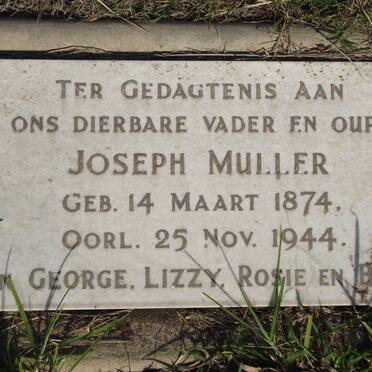 TER GEDAGTENIS AAN
ONS DIERBARE VADER EN
JOSEPH MULLER
GEB. 14 MAART 1874.
OORL. 25 NOV. 1944.
GEORGE, LIZZY, ROSIE EN